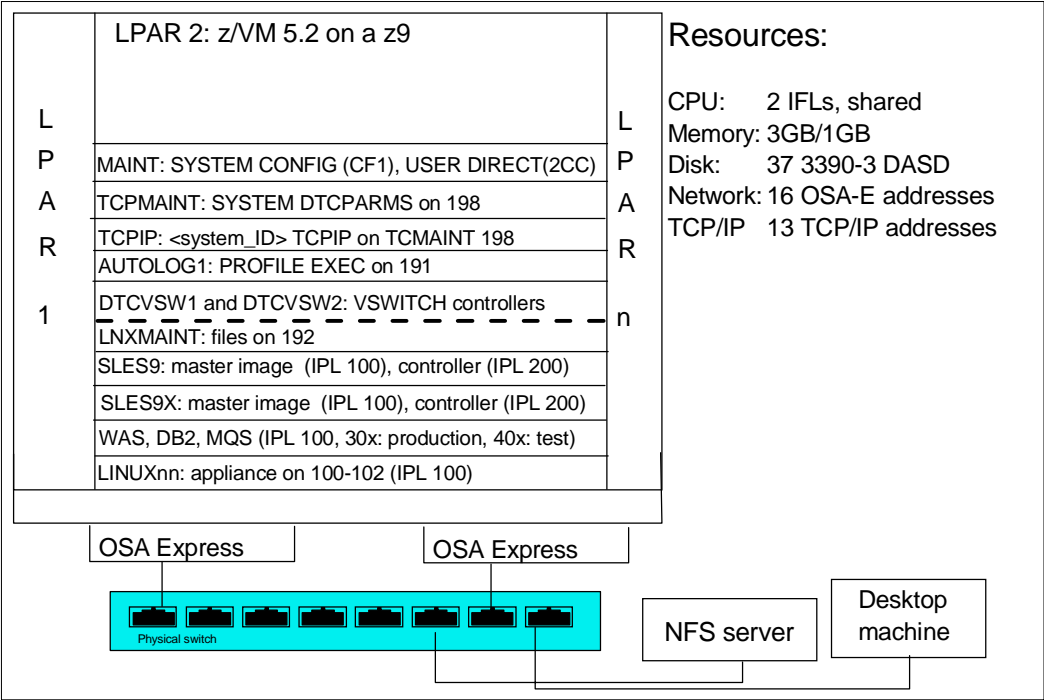 LPAR 2: z/VM 5.2 on a z9
LPAR 1
MAINT: SYSTEM CONFIG (CF1), USER DIRECT(2CC)
TCPMAINT: SYSTEM DTCPARMS on 198
TCPIP: <system_ID> TCPIP on TCMAINT 198
AUTOLOG1: PROFILE EXEC on 191
DTCVSW1 and DTCVSW2: VSWITCH controllers
LNXMAINT: files on 192
SLES9: master image (IPL 100), controller (IPL 200)
SLES9X: master image (IPL 100), controller (IPL 200)
WAS, DB2, MQS (IPL 100, 30x: production, 40x: test)
LINUXnn: appliance on 100-102 (IPL 100)
LPAR n
Resources:
CPU: 2 IFLs, shared
Memory: 3GB/1GB
Disk: 37 3390-3 DASD
Network: 16 OSA-E addresses
TCP/IP 13 TCP/IP addresses
OSA Express
OSA Express
Physical switch
NFS server
Desktop
machine